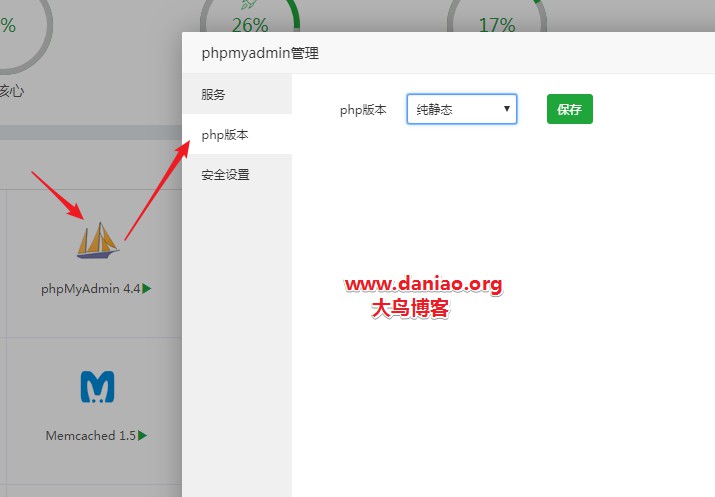 %
26%
17%
核心
phpmyadmin管理
服务
php版本
安全设置
php版本
纯静态
保存
phpMyAdmin 4.4
Memcached 1.5
www.daniao.org
大鸟博客